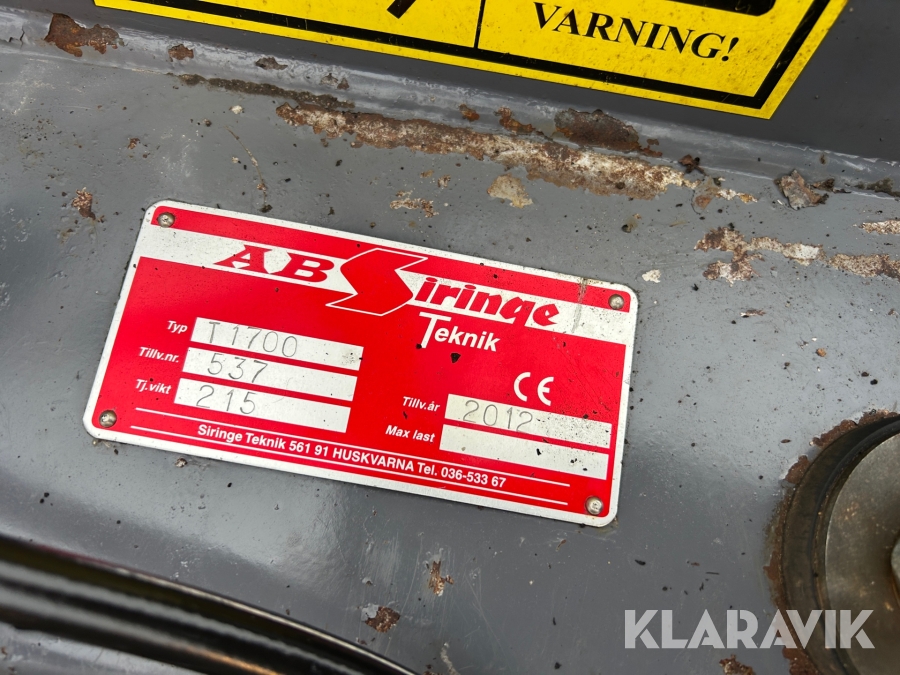 VARNING!
AB Siringe
Teknik
Typ T1700
Tillv.nr. 537
Tj.vikt 215
CE
Tillv.år 2012
Max last
Siringe Teknik 561 91 HUSKVARNA Tel. 036-533 67
KLARAVIK